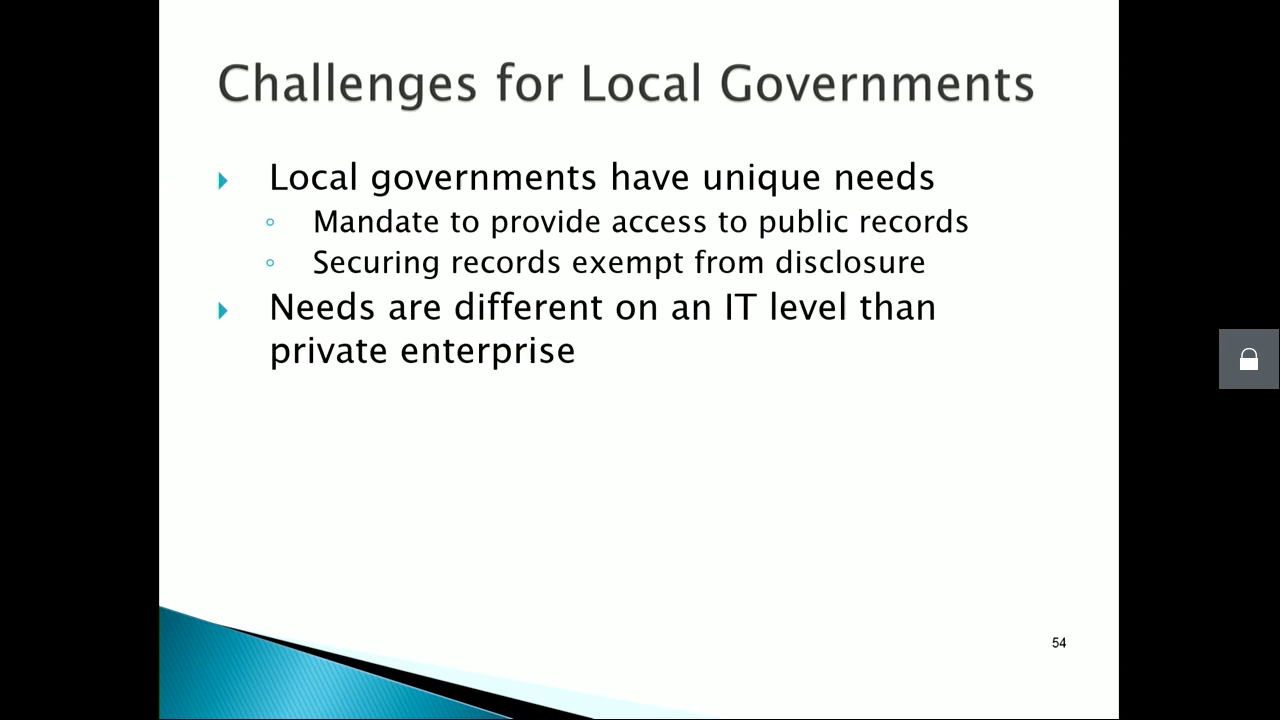 Challenges for Local Governments
Local governments have unique needs
Mandate to provide access to public records
Securing records exempt from disclosure
Needs are different on an IT level than
private enterprise
54